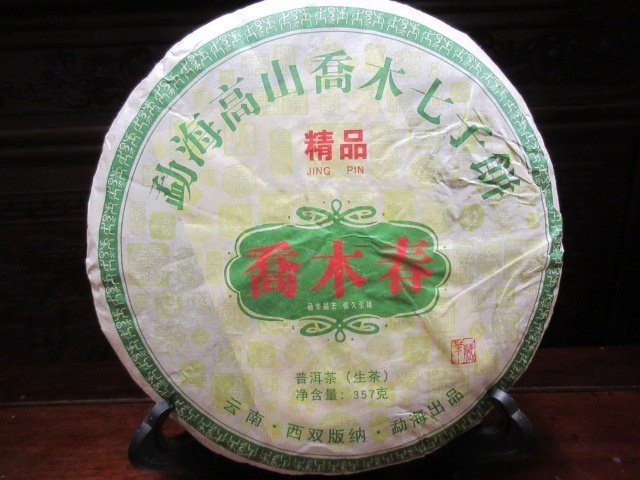 勐海高山喬木七子餅
精品
JING PIN
喬木春
普洱茶（生茶）
净含量：357克
云南·西双版纳·勐海出品